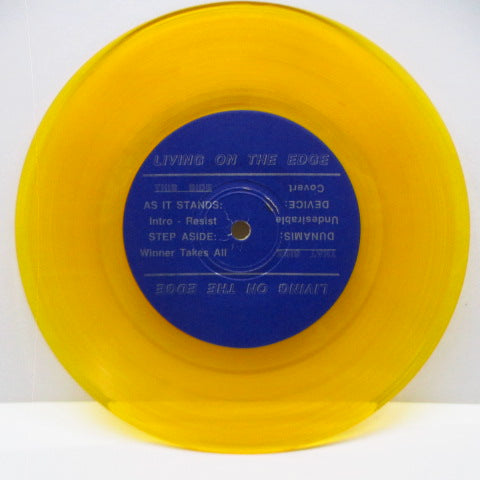 LIVING ON THE EDGE
THIS SIDE
AS IT STANDS:
Intro - Resist
STEP ASIDE:
Winner Takes All
LIVING ON THE EDGE
THAT SIDE
DUNAMIS:
Undesirable
DEVICE:
Covert